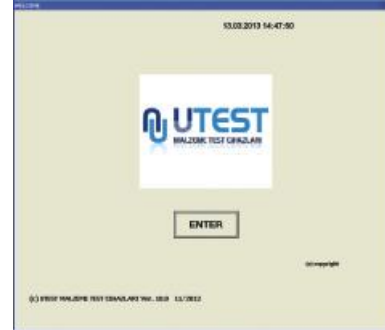 WELCOME
13.03.2013 14:47:50
UTEST
MALZEME TEST CIHAZLARI
ENTER
(c) copyright
(c) UTEST MALZEME TEST CIHAZLARI Ver. 10.0 11/2012